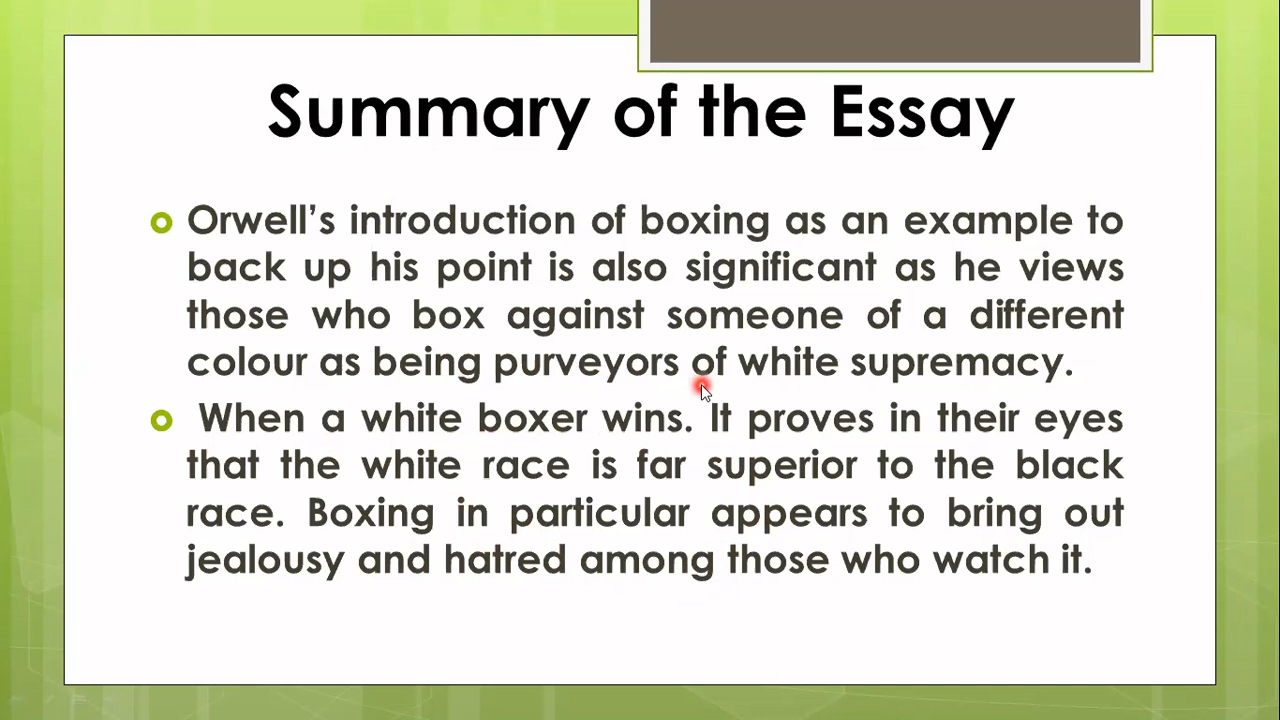 Summary of the Essay
Orwell’s introduction of boxing as an example to
back up his point is also significant as he views
those who box against someone of a different
colour as being purveyors of white supremacy.
When a white boxer wins. It proves in their eyes
that the white race is far superior to the black
race. Boxing in particular appears to bring out
jealousy and hatred among those who watch it.